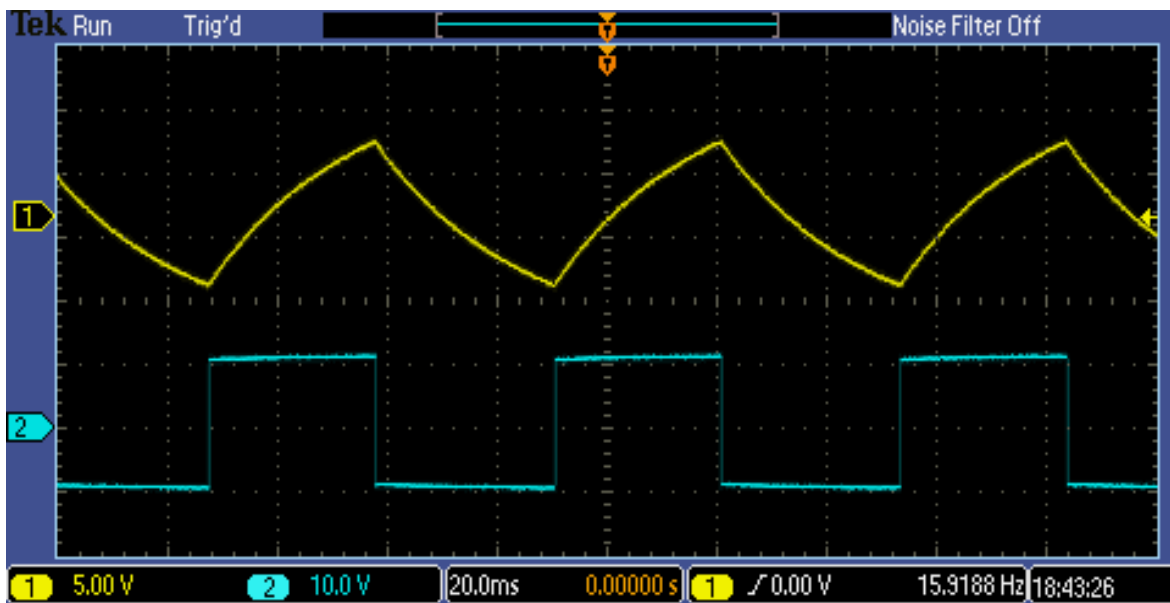 Tek Run Trig'd Noise Filter Off
T
T
1
2
1 5.00 V 2 10.0 V 20.0ms 0.00000 s 1 0.00 V 15.9188 Hz 18:43:26